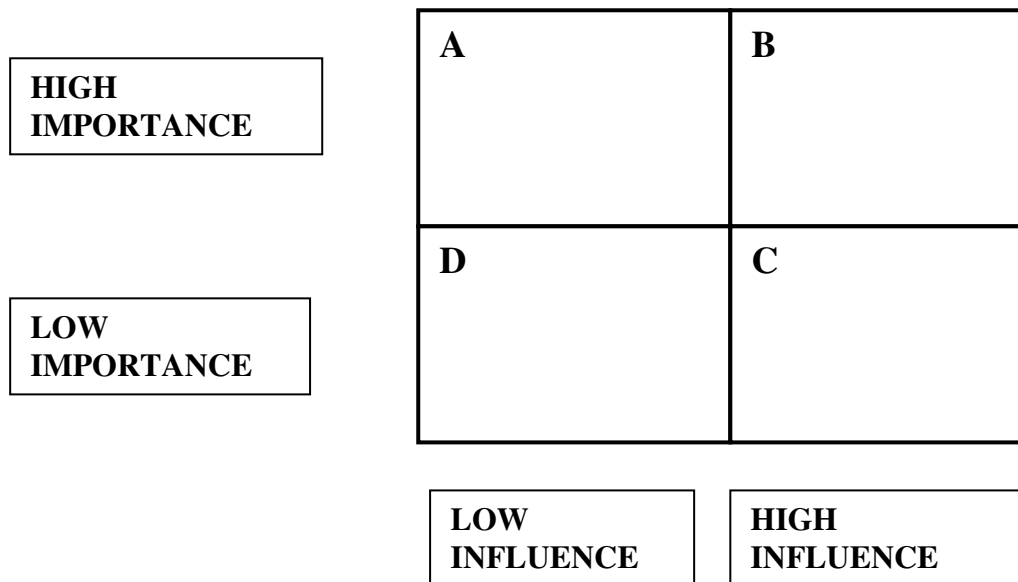 A
B
HIGH
IMPORTANCE
D
C
LOW
IMPORTANCE
LOW
INFLUENCE
HIGH
INFLUENCE